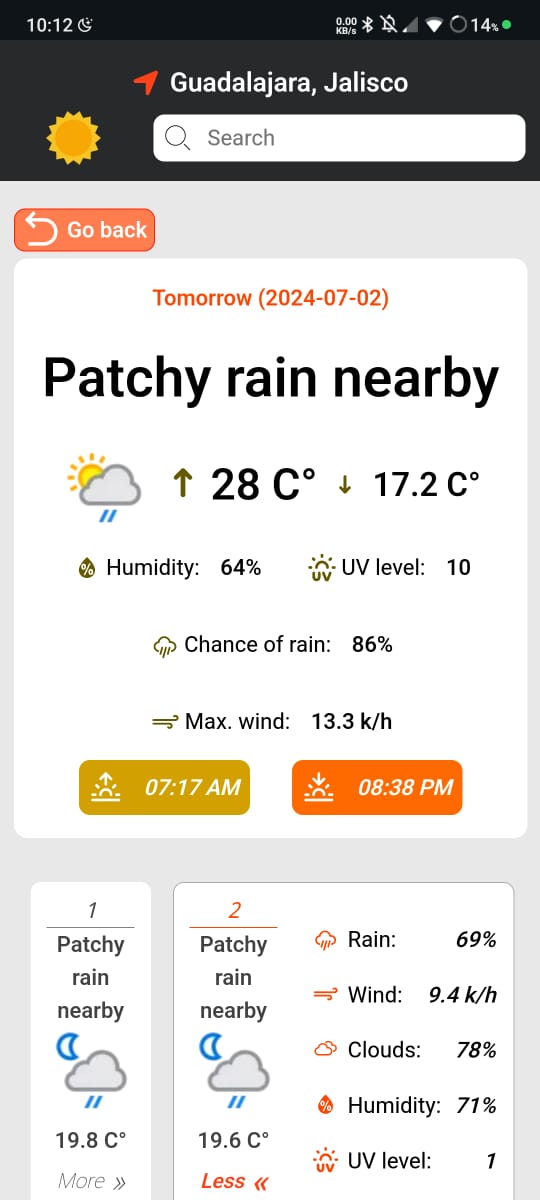 10:12
0.00
KB/s
14%
Guadalajara, Jalisco
Search
Go back
Tomorrow (2024-07-02)
Patchy rain nearby
↑ 28 C° ↓ 17.2 C°
% Humidity: 64% UV UV level: 10
Chance of rain: 86%
Max. wind: 13.3 k/h
07:17 AM 08:38 PM
1
Patchy
rain
nearby
19.8 C°
More »
2
Patchy
rain
nearby
19.6 C°
Less «
Rain: 69%
Wind: 9.4 k/h
Clouds: 78%
% Humidity: 71%
UV UV level: 1